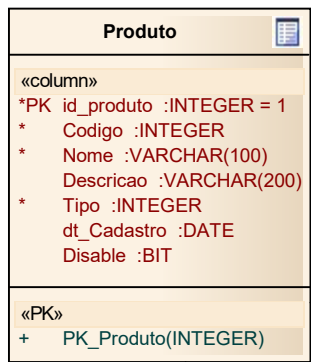 Produto
«column»
*PK id_produto :INTEGER = 1
* Codigo :INTEGER
* Nome :VARCHAR(100)
Descricao :VARCHAR(200)
* Tipo :INTEGER
dt_Cadastro :DATE
Disable :BIT
«PK»
+ PK_Produto(INTEGER)